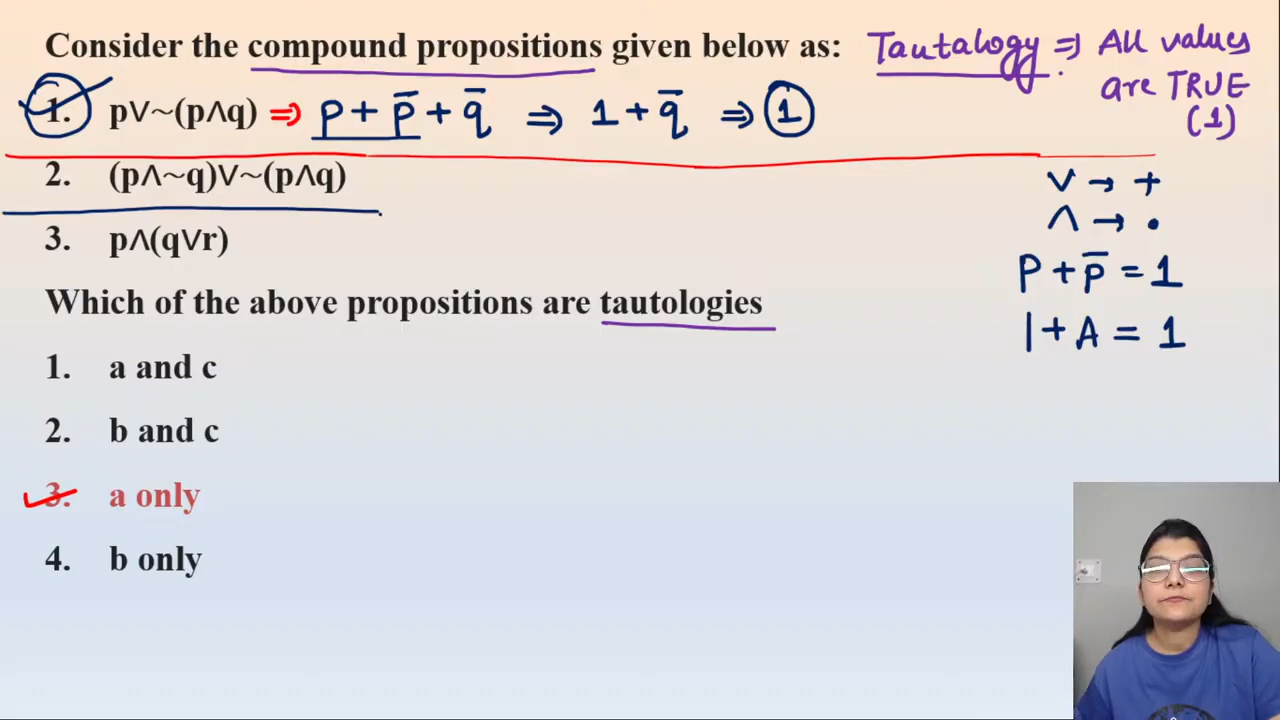 Consider the compound propositions given below as: Tautalogy ⇒ All values
are TRUE
(1)
1. p∨~(p∧q) ⇒ p + p̅ + q̅ ⇒ 1 + q̅ ⇒ 1
2. (p∧~q)∨~(p∧q)
∨ → +
∧ → •
3. p∧(q∨r)
P + p̅ = 1
Which of the above propositions are tautologies
1 + A = 1
1. a and c
2. b and c
3. a only
4. b only